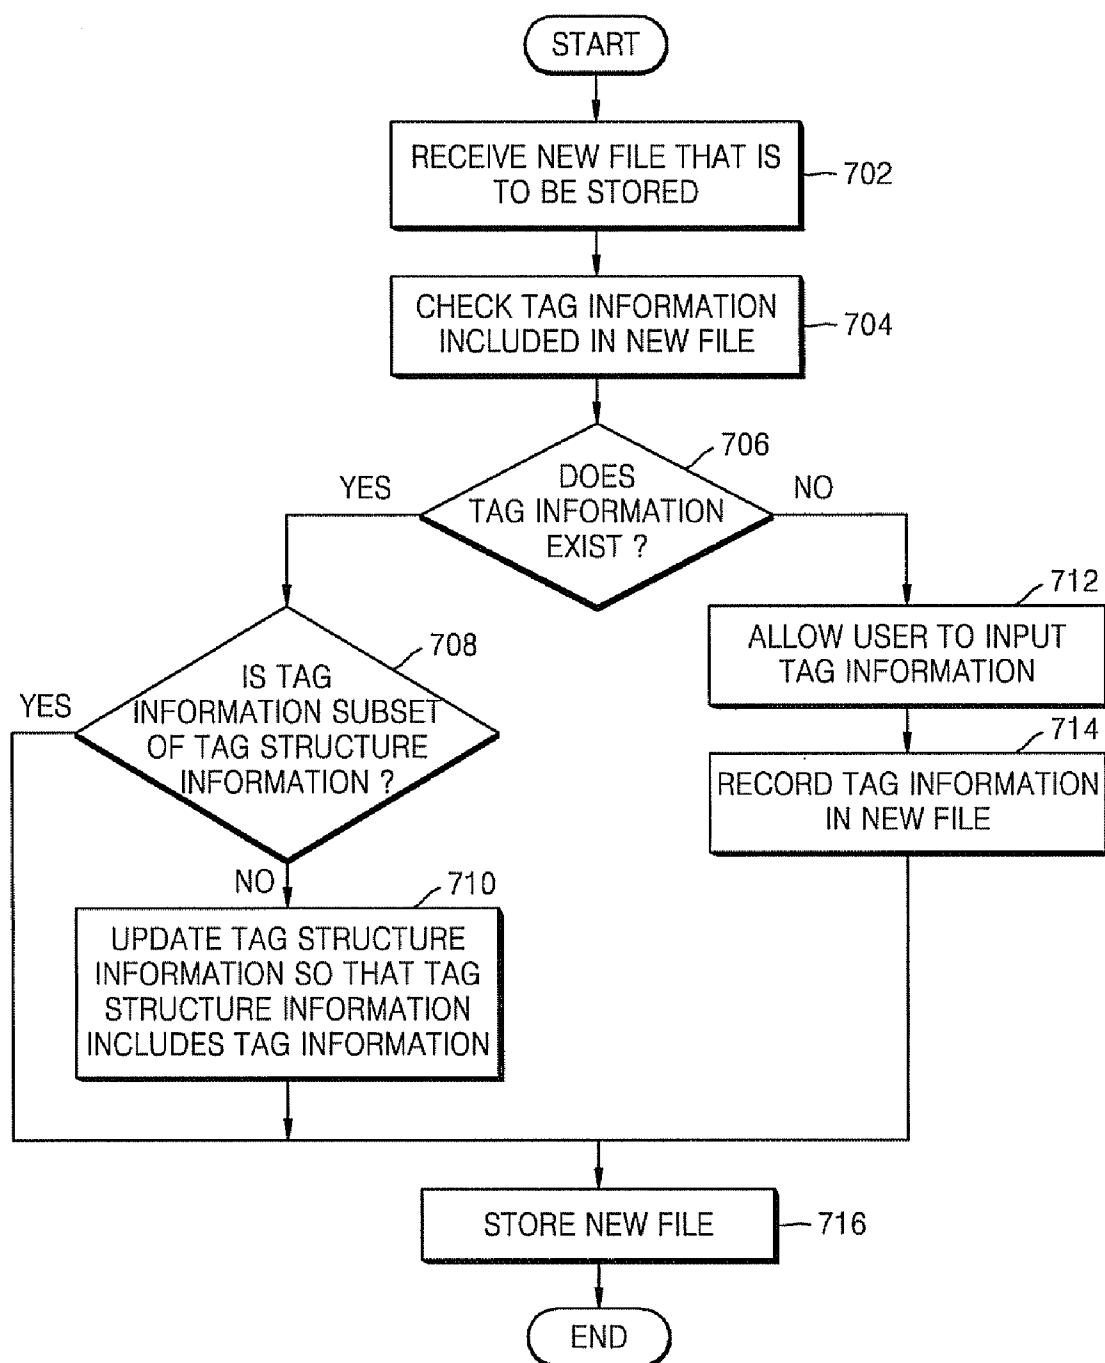 START
RECEIVE NEW FILE THAT IS
TO BE STORED
702
CHECK TAG INFORMATION
INCLUDED IN NEW FILE
704
706
DOES
TAG INFORMATION
EXIST ?
YES
NO
712
ALLOW USER TO INPUT
TAG INFORMATION
708
IS TAG
INFORMATION SUBSET
OF TAG STRUCTURE
INFORMATION ?
YES
714
RECORD TAG INFORMATION
IN NEW FILE
NO
710
UPDATE TAG STRUCTURE
INFORMATION SO THAT TAG
STRUCTURE INFORMATION
INCLUDES TAG INFORMATION
STORE NEW FILE
716
END